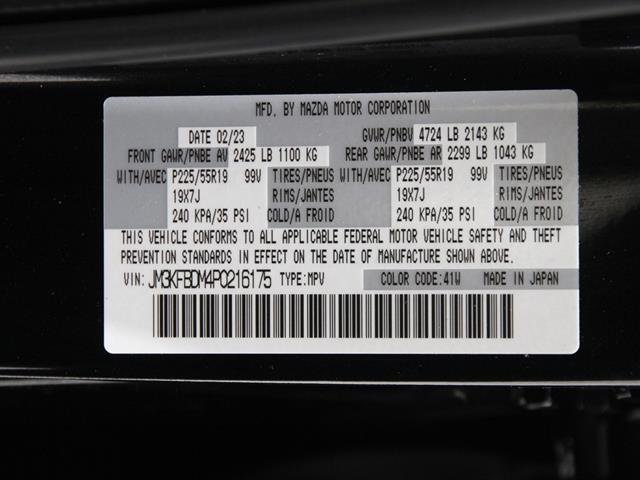 MFD. BY MAZDA MOTOR CORPORATION
DATE 02/23 GVWR/PNBV 4724 LB 2143 KG
FRONT GAWR/PNBE AV 2425 LB 1100 KG REAR GAWR/PNBE AR 2299 LB 1043 KG
WITH/AVEC P225/55R19 99V TIRES/PNEUS WITH/AVEC P225/55R19 99V TIRES/PNEUS
19X7J RIMS/JANTES 19X7J RIMS/JANTES
240 KPA/35 PSI COLD/A FROID 240 KPA/35 PSI COLD/A FROID
THIS VEHICLE CONFORMS TO ALL APPLICABLE FEDERAL MOTOR VEHICLE SAFETY AND THEFT
PREVENTION STANDARDS IN EFFECT ON THE DATE OF MANUFACTURE SHOWN ABOVE.
VIN: JM3KFBDM4P0216175 TYPE:MPV COLOR CODE:41W MADE IN JAPAN